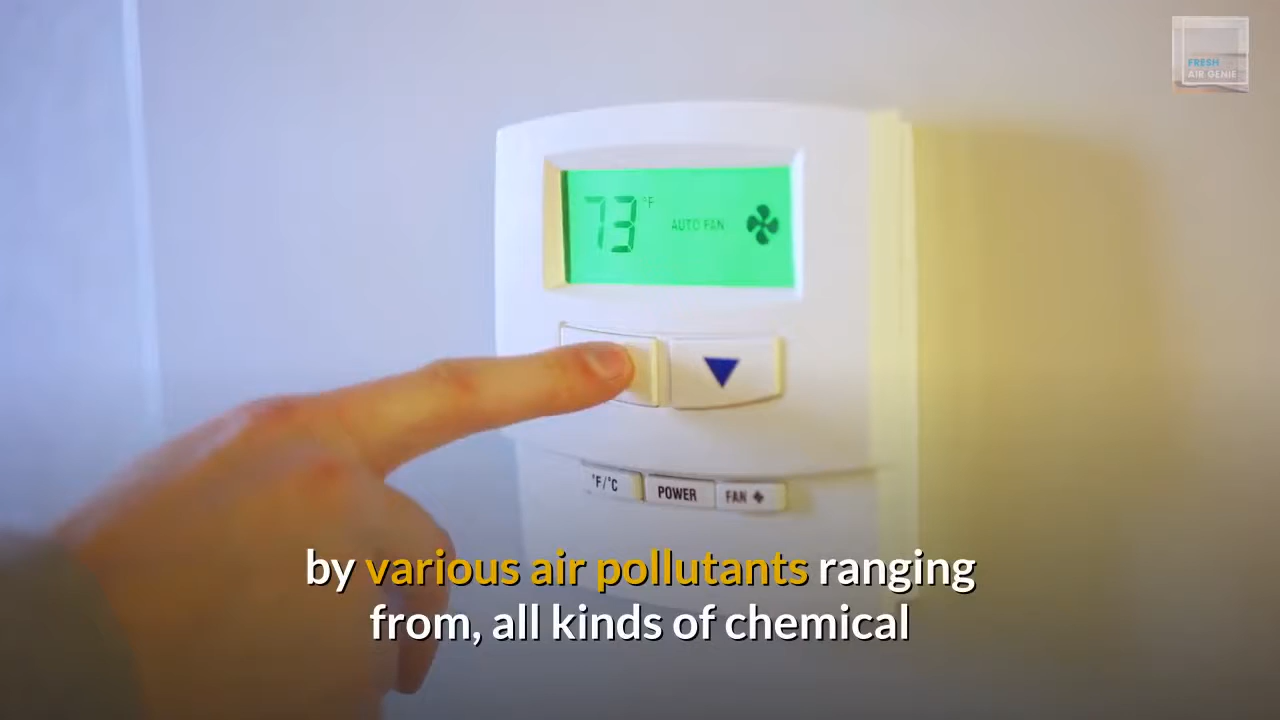 FRESH
AIR GENIE
73 °F AUTO FAN
°F/°C POWER FAN
by various air pollutants ranging
from, all kinds of chemical